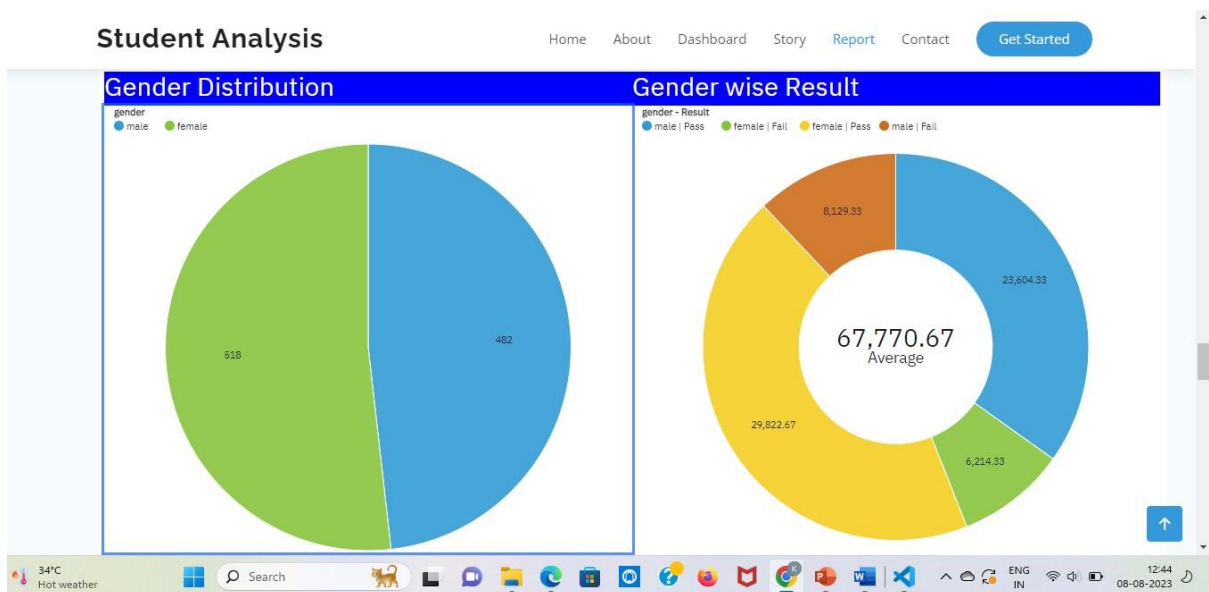 Student Analysis
Home About Dashboard Story Report Contact Get Started
Gender Distribution
gender
male female
518
482
Gender wise Result
gender - Result
male | Pass female | Fail female | Pass male | Fail
8,129.33
23,604.33
67,770.67
Average
29,822.67
6,214.33
34°C
Hot weather
Search
ENG
IN
12:44
08-08-2023